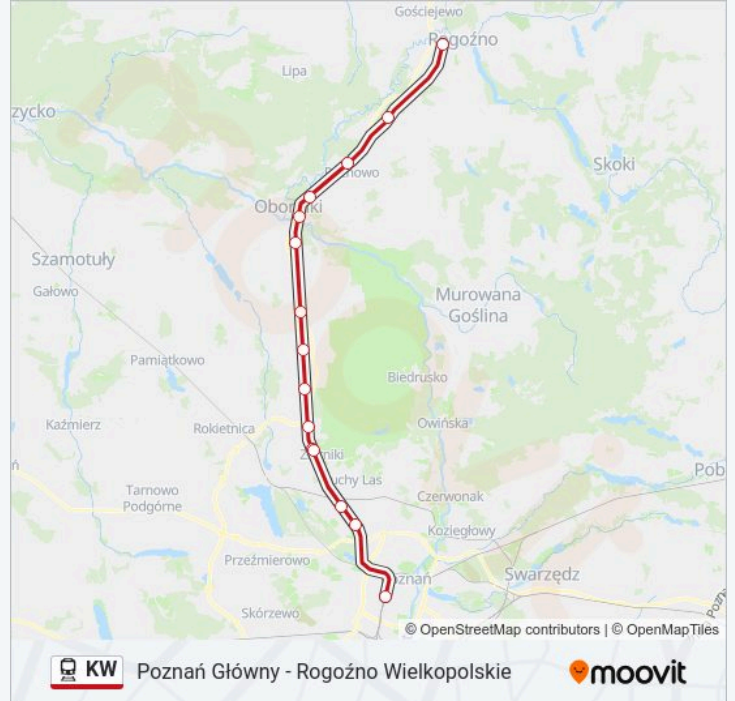 Gościejewo
Rogoźno
Lipa
zycko
Skoki
Szamotuły
Gałowo
Murowana
Goślina
Pamiątkowo
Biedrusko
Kaźmierz
Rokietnica
Owińska
Pob
Tarnowo
Podgórne
Czerwonak
Koziegłowy
Przeźmierowo
Swarzędz
Skórzewo
© OpenStreetMap contributors | © OpenMapTiles
KW Poznań Główny - Rogoźno Wielkopolskie moovit